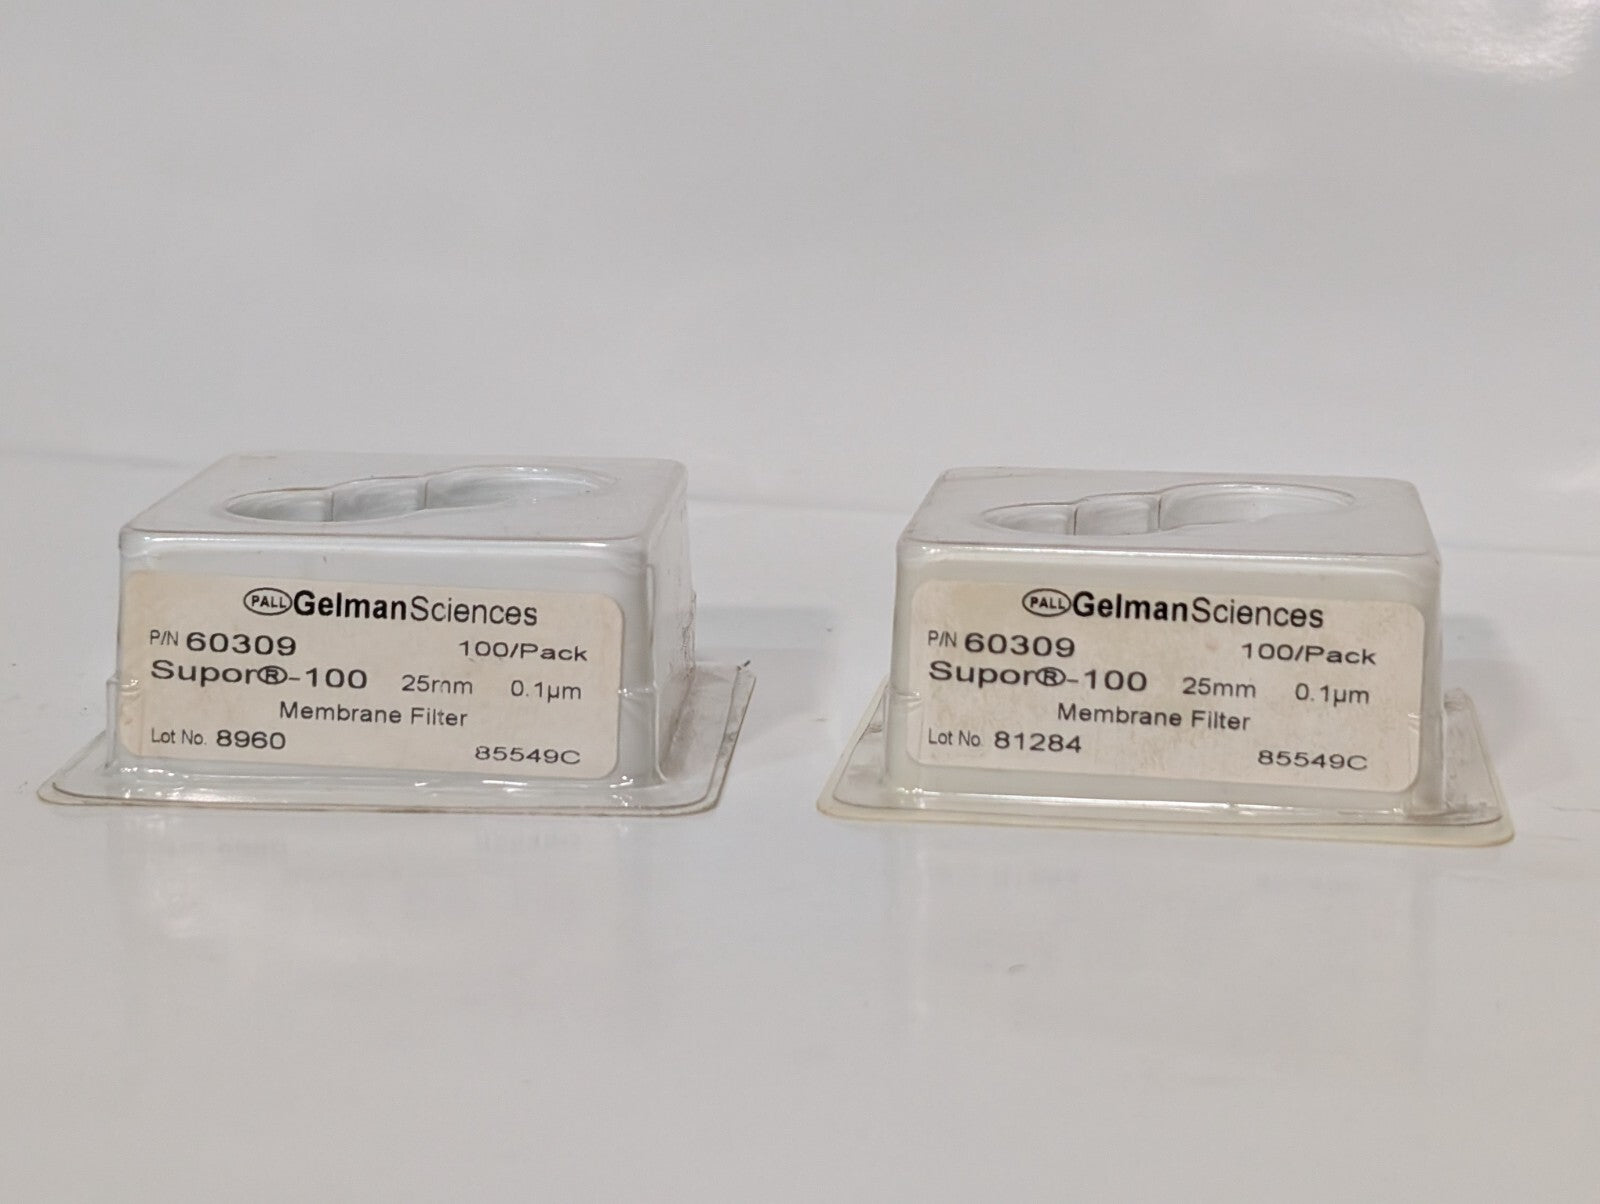 PALL GelmanSciences
P/N 60309 100/Pack
Supor®-100 25mm 0.1µm
Membrane Filter
Lot No. 8960 85549C
PALL GelmanSciences
P/N 60309 100/Pack
Supor®-100 25mm 0.1µm
Membrane Filter
Lot No. 81284 85549C